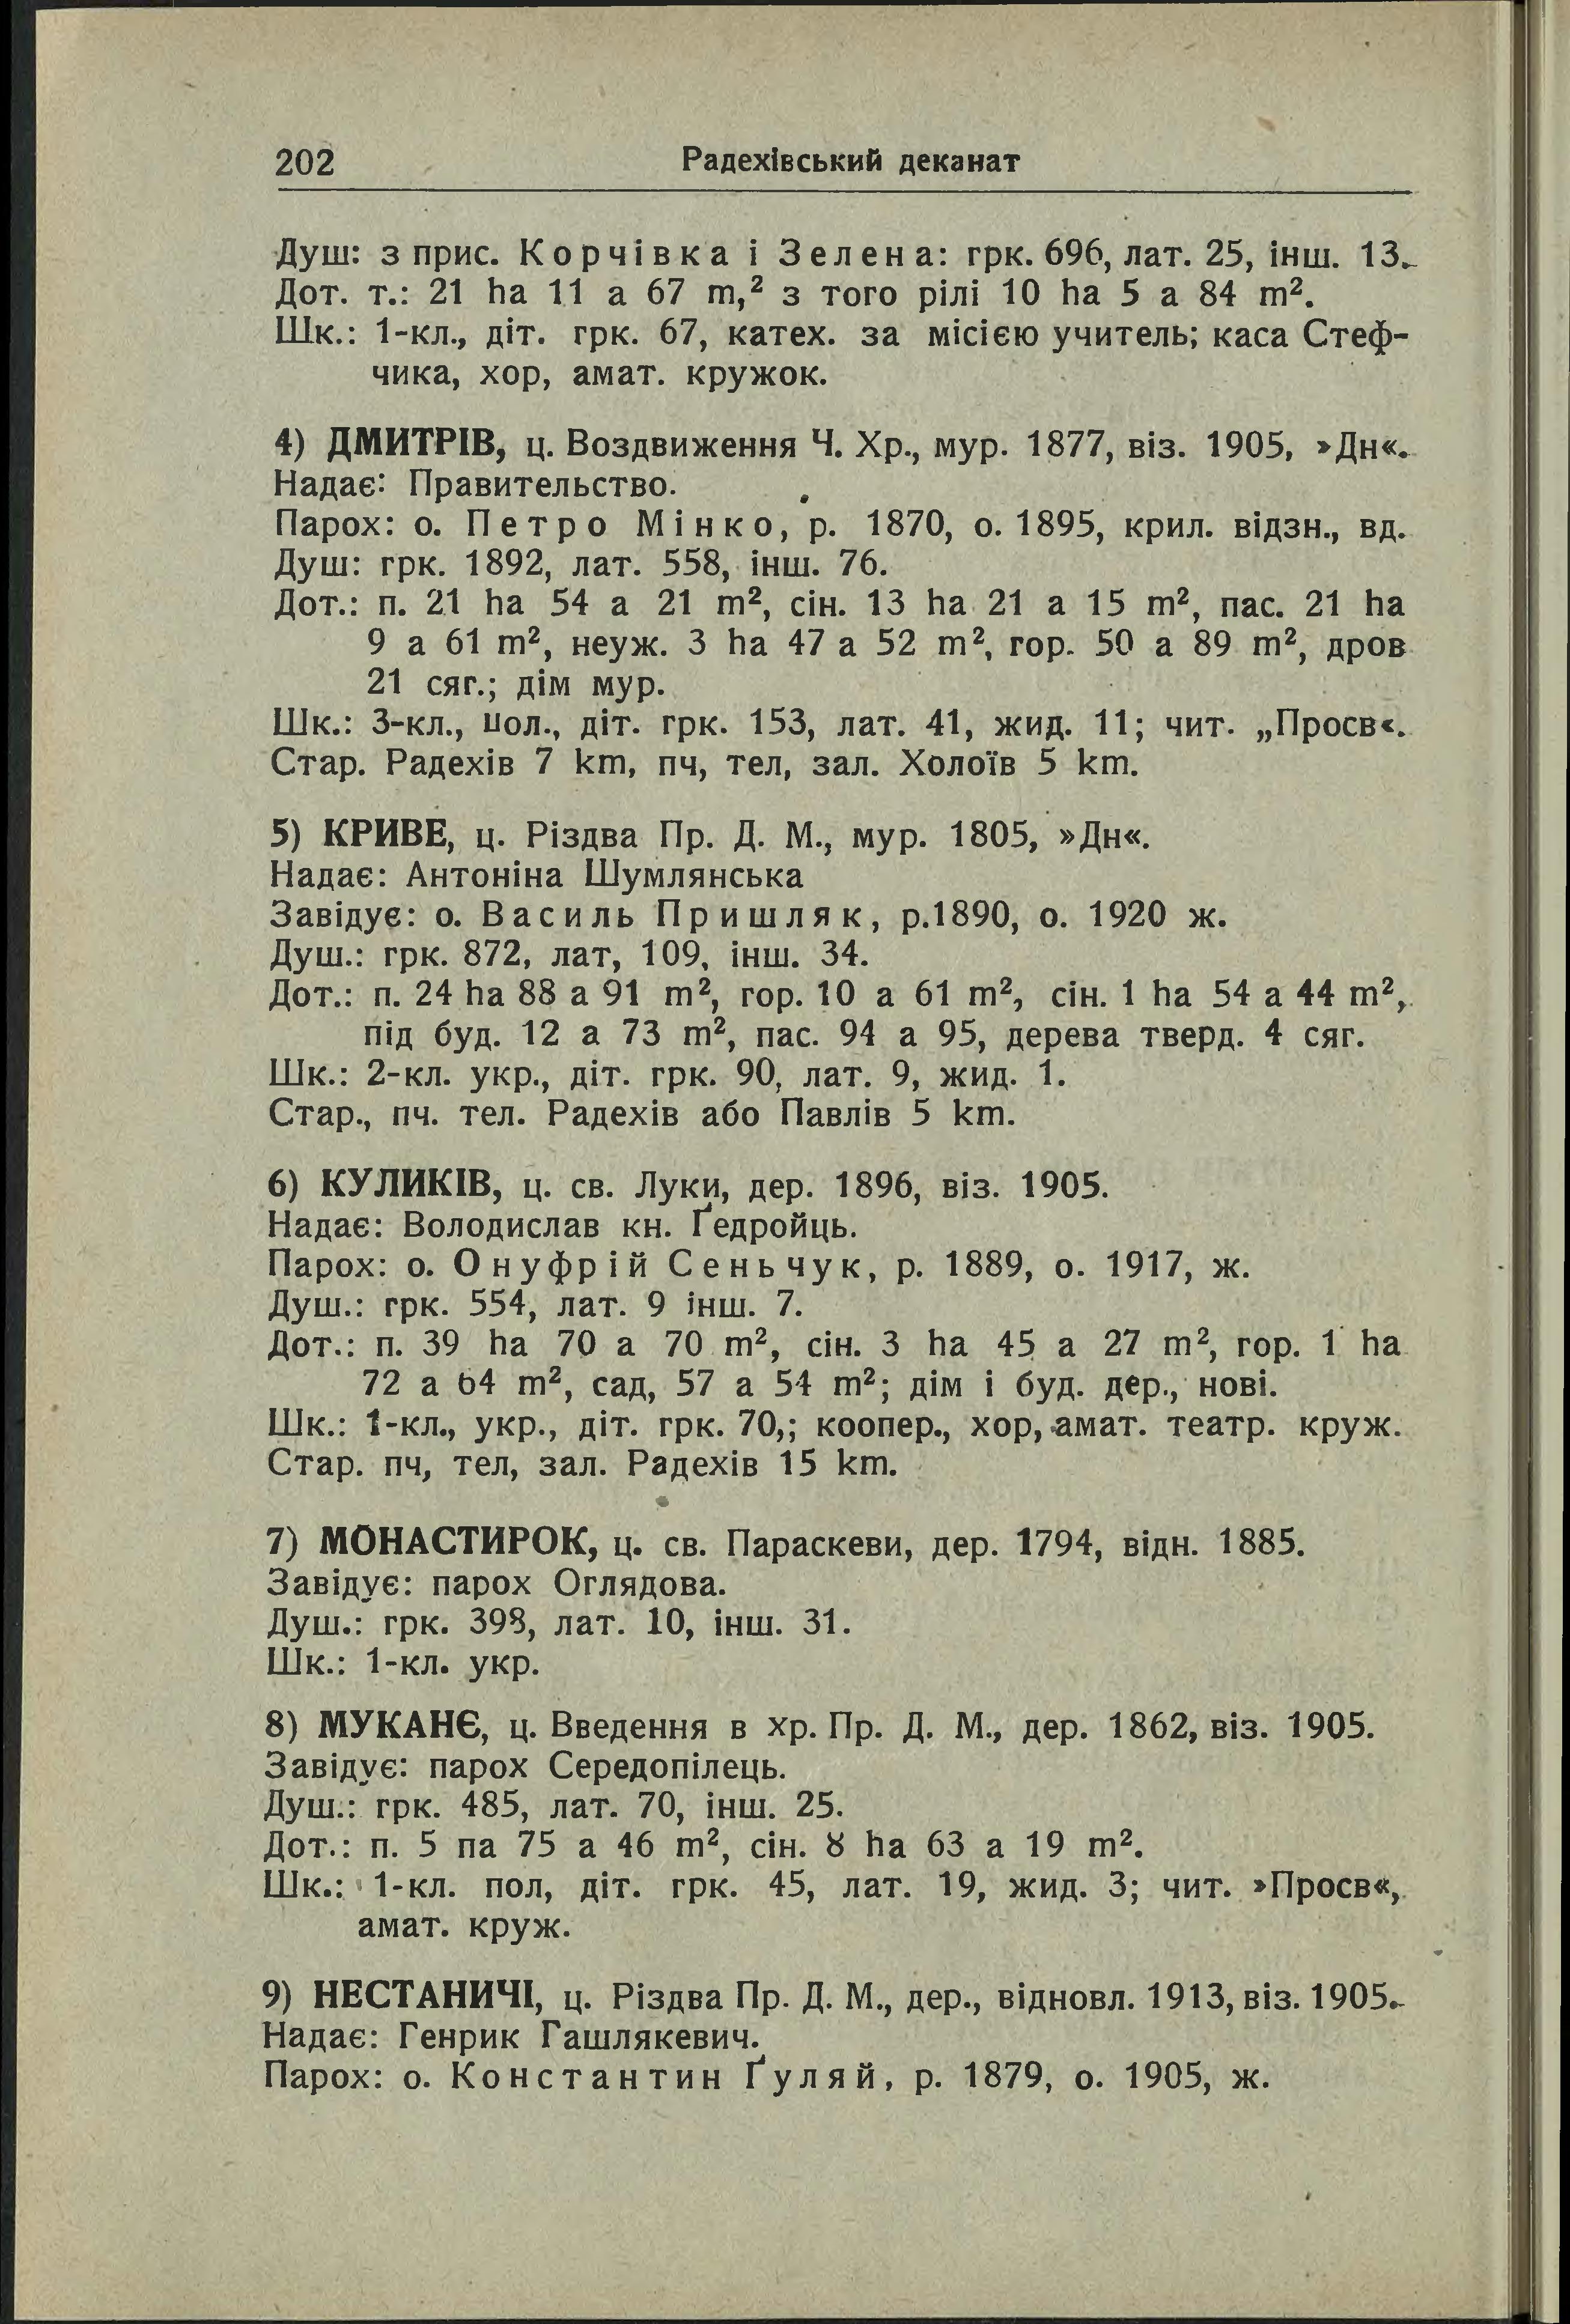 202 Радехівський деканат
Душ: з прис. Корчівка і Зелена: грк. 696, лат. 25, інш. 13.
Дот. т.: 21 ha 11 a 67 m,² з того рілі 10 ha 5 a 84 m².
Шк.: 1-кл., діт. грк. 67, катех. за місією учитель; каса Стеф-
чика, хор, амат. кружок.
4) ДМИТРІВ, ц. Воздвиження Ч. Хр., мур. 1877, віз. 1905, »Дн«.
Надає: Правительство.
Парох: о. Петро Мінко, р. 1870, о. 1895, крил. відзн., вд.
Душ: грк. 1892, лат. 558, інш. 76.
Дот.: п. 21 ha 54 a 21 m², сін. 13 ha 21 a 15 m², пас. 21 ha
9 a 61 m², неуж. 3 ha 47 a 52 m², гор. 50 a 89 m², дров
21 сяг.; дім мур.
Шк.: 3-кл., пол., діт. грк. 153, лат. 41, жид. 11; чит. „Просв«.
Стар. Радехів 7 km, пч, тел, зал. Холоїв 5 km.
5) КРИВЕ, ц. Різдва Пр. Д. М., мур. 1805, »Дн«.
Надає: Антоніна Шумлянська
Завідує: о. Василь Пришляк, р.1890, о. 1920 ж.
Душ.: грк. 872, лат, 109, інш. 34.
Дот.: п. 24 ha 88 a 91 m², гор. 10 a 61 m², сін. 1 ha 54 a 44 m²,
під буд. 12 a 73 m², пас. 94 a 95, дерева тверд. 4 сяг.
Шк.: 2-кл. укр., діт. грк. 90, лат. 9, жид. 1.
Стар., пч. тел. Радехів або Павлів 5 km.
6) КУЛИКІВ, ц. св. Луки, дер. 1896, віз. 1905.
Надає: Володислав кн. Ґедройць.
Парох: о. Онуфрій Сеньчук, р. 1889, о. 1917, ж.
Душ.: грк. 554, лат. 9 інш. 7.
Дот.: п. 39 ha 70 a 70 m², сін. 3 ha 45 a 27 m², гор. 1 ha
72 a 64 m², сад, 57 a 54 m²; дім і буд. дер., нові.
Шк.: 1-кл., укр., діт. грк. 70,; коопер., хор, амат. театр. круж.
Стар. пч, тел, зал. Радехів 15 km.
7) МОНАСТИРОК, ц. св. Параскеви, дер. 1794, відн. 1885.
Завідує: парох Оглядова.
Душ.: грк. 398, лат. 10, інш. 31.
Шк.: 1-кл. укр.
8) МУКАНЄ, ц. Введення в хр. Пр. Д. М., дер. 1862, віз. 1905.
Завідує: парох Середопілець.
Душ.: грк. 485, лат. 70, інш. 25.
Дот.: п. 5 па 75 a 46 m², сін. 8 ha 63 a 19 m².
Шк.: 1-кл. пол, діт. грк. 45, лат. 19, жид. 3; чит. »Просв«,
амат. круж.
9) НЕСТАНИЧІ, ц. Різдва Пр. Д. М., дер., відновл. 1913, віз. 1905.
Надає: Генрик Гашлякевич.
Парох: о. Константин Ґуляй, р. 1879, о. 1905, ж.